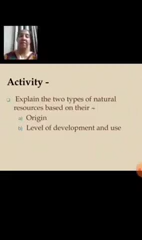 Activity -
Explain the two types of natural
resources based on their –
a) Origin
b) Level of development and use